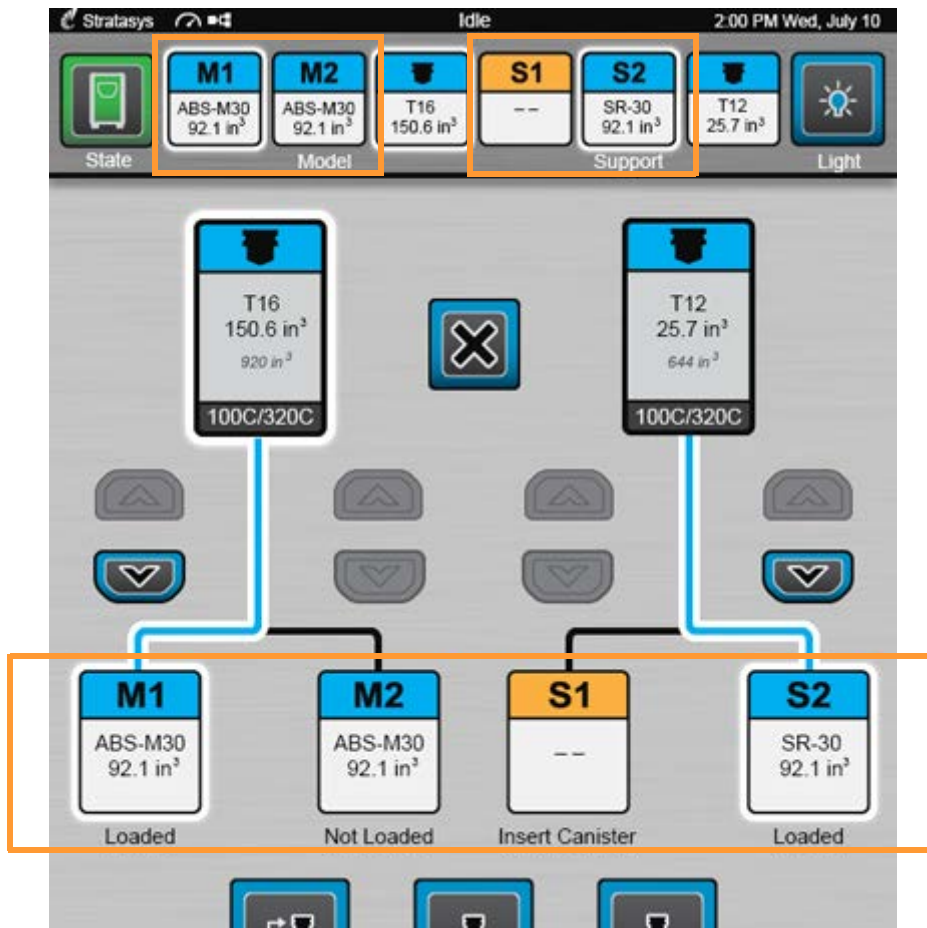 Stratasys Idle 2:00 PM Wed, July 10
M1 M2 S1 S2
ABS-M30 ABS-M30 T16 -- SR-30 T12
92.1 in³ 92.1 in³ 150.6 in³ 92.1 in³ 25.7 in³
State Model Support Light
T16 T12
150.6 in³ 25.7 in³
920 in³ 644 in³
100C/320C 100C/320C
M1 M2 S1 S2
ABS-M30 ABS-M30 -- SR-30
92.1 in³ 92.1 in³ 92.1 in³
Loaded Not Loaded Insert Canister Loaded